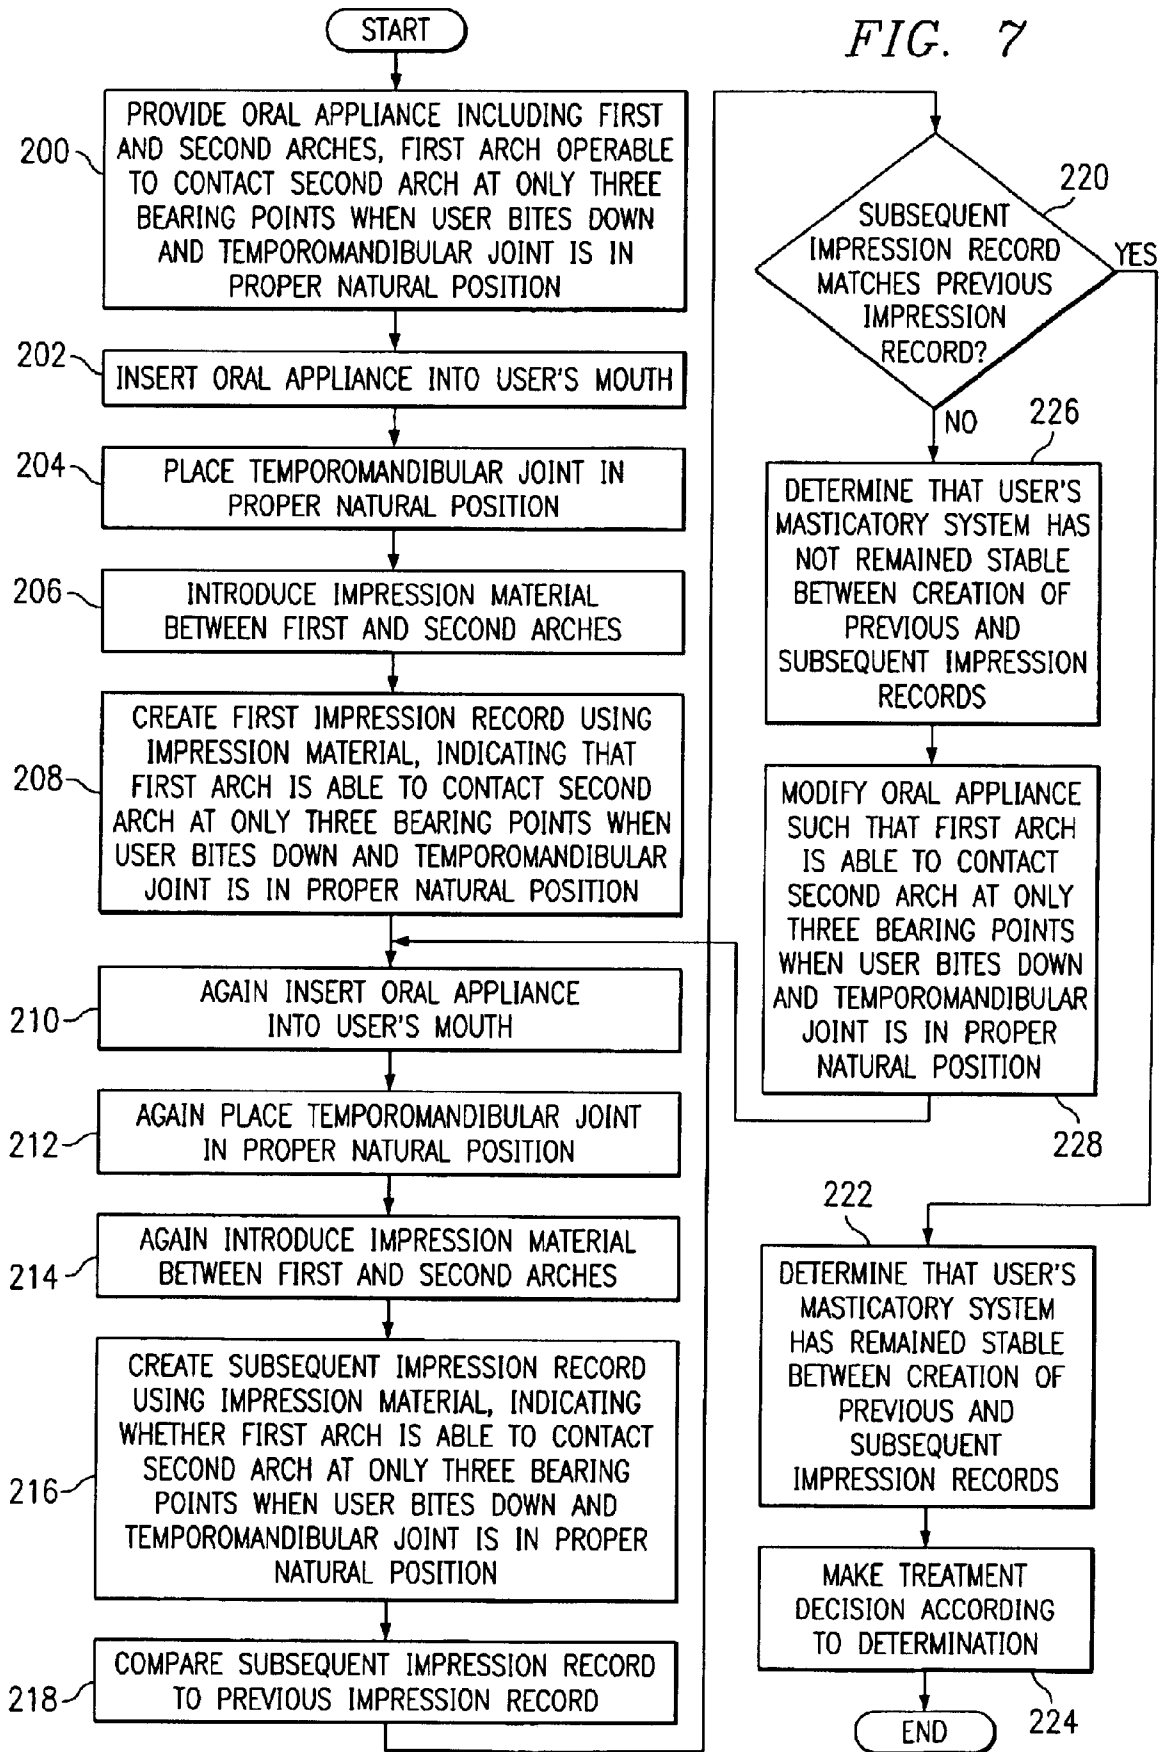 START
FIG. 7
200
PROVIDE ORAL APPLIANCE INCLUDING FIRST
AND SECOND ARCHES, FIRST ARCH OPERABLE
TO CONTACT SECOND ARCH AT ONLY THREE
BEARING POINTS WHEN USER BITES DOWN
AND TEMPOROMANDIBULAR JOINT IS IN
PROPER NATURAL POSITION
202
INSERT ORAL APPLIANCE INTO USER'S MOUTH
204
PLACE TEMPOROMANDIBULAR JOINT IN
PROPER NATURAL POSITION
206
INTRODUCE IMPRESSION MATERIAL
BETWEEN FIRST AND SECOND ARCHES
208
CREATE FIRST IMPRESSION RECORD USING
IMPRESSION MATERIAL, INDICATING THAT
FIRST ARCH IS ABLE TO CONTACT SECOND
ARCH AT ONLY THREE BEARING POINTS WHEN
USER BITES DOWN AND TEMPOROMANDIBULAR
JOINT IS IN PROPER NATURAL POSITION
210
AGAIN INSERT ORAL APPLIANCE
INTO USER'S MOUTH
212
AGAIN PLACE TEMPOROMANDIBULAR JOINT
IN PROPER NATURAL POSITION
214
AGAIN INTRODUCE IMPRESSION MATERIAL
BETWEEN FIRST AND SECOND ARCHES
216
CREATE SUBSEQUENT IMPRESSION RECORD
USING IMPRESSION MATERIAL, INDICATING
WHETHER FIRST ARCH IS ABLE TO CONTACT
SECOND ARCH AT ONLY THREE BEARING
POINTS WHEN USER BITES DOWN AND
TEMPOROMANDIBULAR JOINT IS IN PROPER
NATURAL POSITION
218
COMPARE SUBSEQUENT IMPRESSION RECORD
TO PREVIOUS IMPRESSION RECORD
220
SUBSEQUENT
IMPRESSION RECORD
MATCHES PREVIOUS
IMPRESSION
RECORD?
YES
NO
226
DETERMINE THAT USER'S
MASTICATORY SYSTEM HAS
NOT REMAINED STABLE
BETWEEN CREATION OF
PREVIOUS AND
SUBSEQUENT IMPRESSION
RECORDS
MODIFY ORAL APPLIANCE
SUCH THAT FIRST ARCH
IS ABLE TO CONTACT
SECOND ARCH AT ONLY
THREE BEARING POINTS
WHEN USER BITES DOWN
AND TEMPOROMANDIBULAR
JOINT IS IN PROPER
NATURAL POSITION
228
222
DETERMINE THAT USER'S
MASTICATORY SYSTEM
HAS REMAINED STABLE
BETWEEN CREATION OF
PREVIOUS AND
SUBSEQUENT
IMPRESSION RECORDS
MAKE TREATMENT
DECISION ACCORDING
TO DETERMINATION
224
END